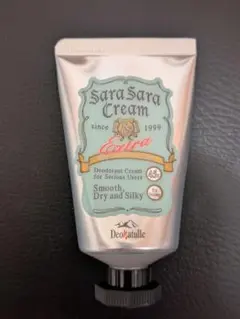 Sara Sara
Cream
since 1999
Extra
Deodorant Cream
for Serious Users
Smooth,
Dry and Silky
Deonatulle